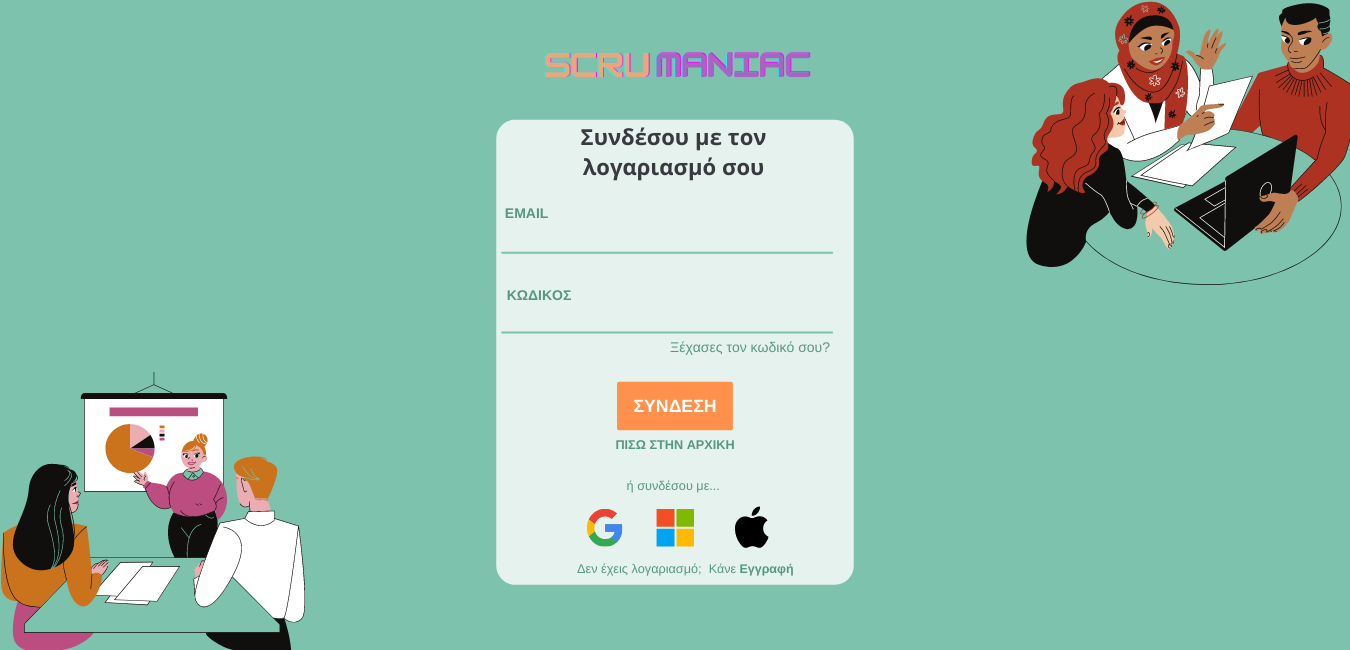 SCRUMANIAC
Συνδέσου με τον
λογαριασμό σου
EMAIL
ΚΩΔΙΚΟΣ
Ξέχασες τον κωδικό σου?
ΣΥΝΔΕΣΗ
ΠΙΣΩ ΣΤΗΝ ΑΡΧΙΚΗ
ή συνδέσου με...
Δεν έχεις λογαριασμό; Κάνε Εγγραφή